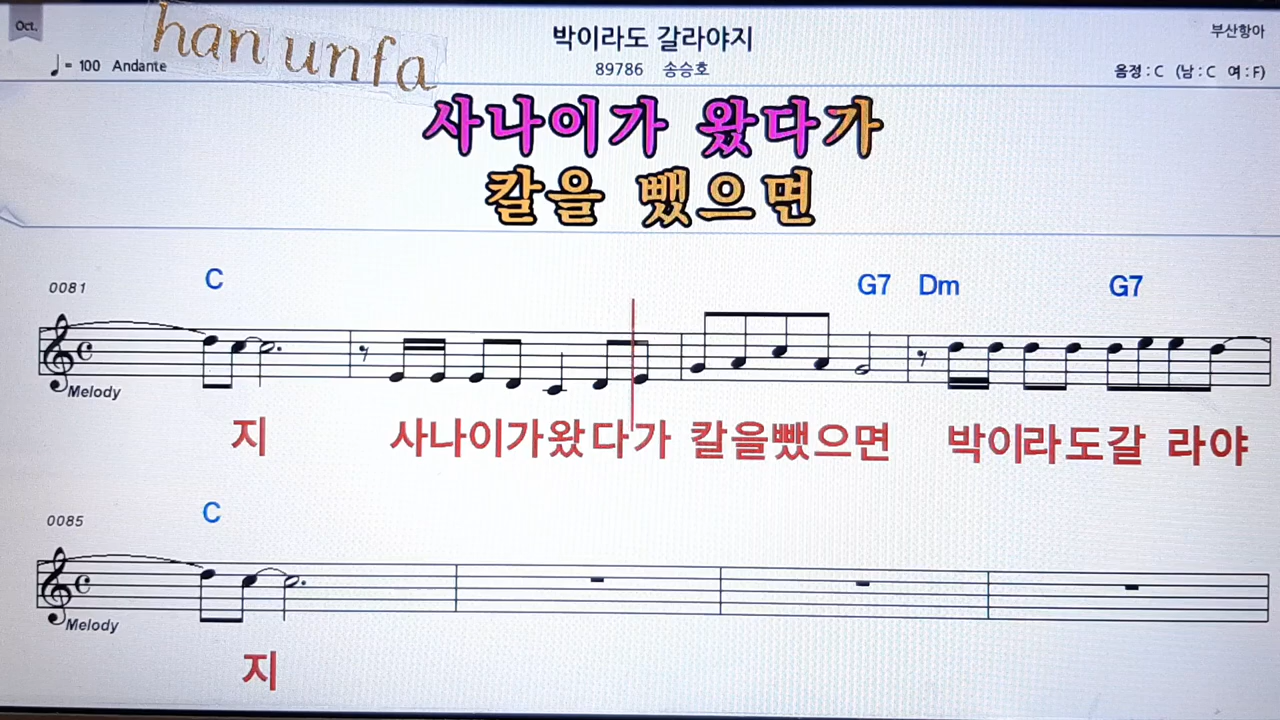 Oct.
han unfa
박이라도 갈라야지
부산항아
♩= 100 Andante
89786 송승호
음정 : C (남 : C 여 : F)
사나이가 왔다가
칼을 뺐으면
0081
C G7 Dm G7
Melody
지 사나이가왔다가 칼을뺐으면 박이라도갈 라야
0085
C
Melody
지